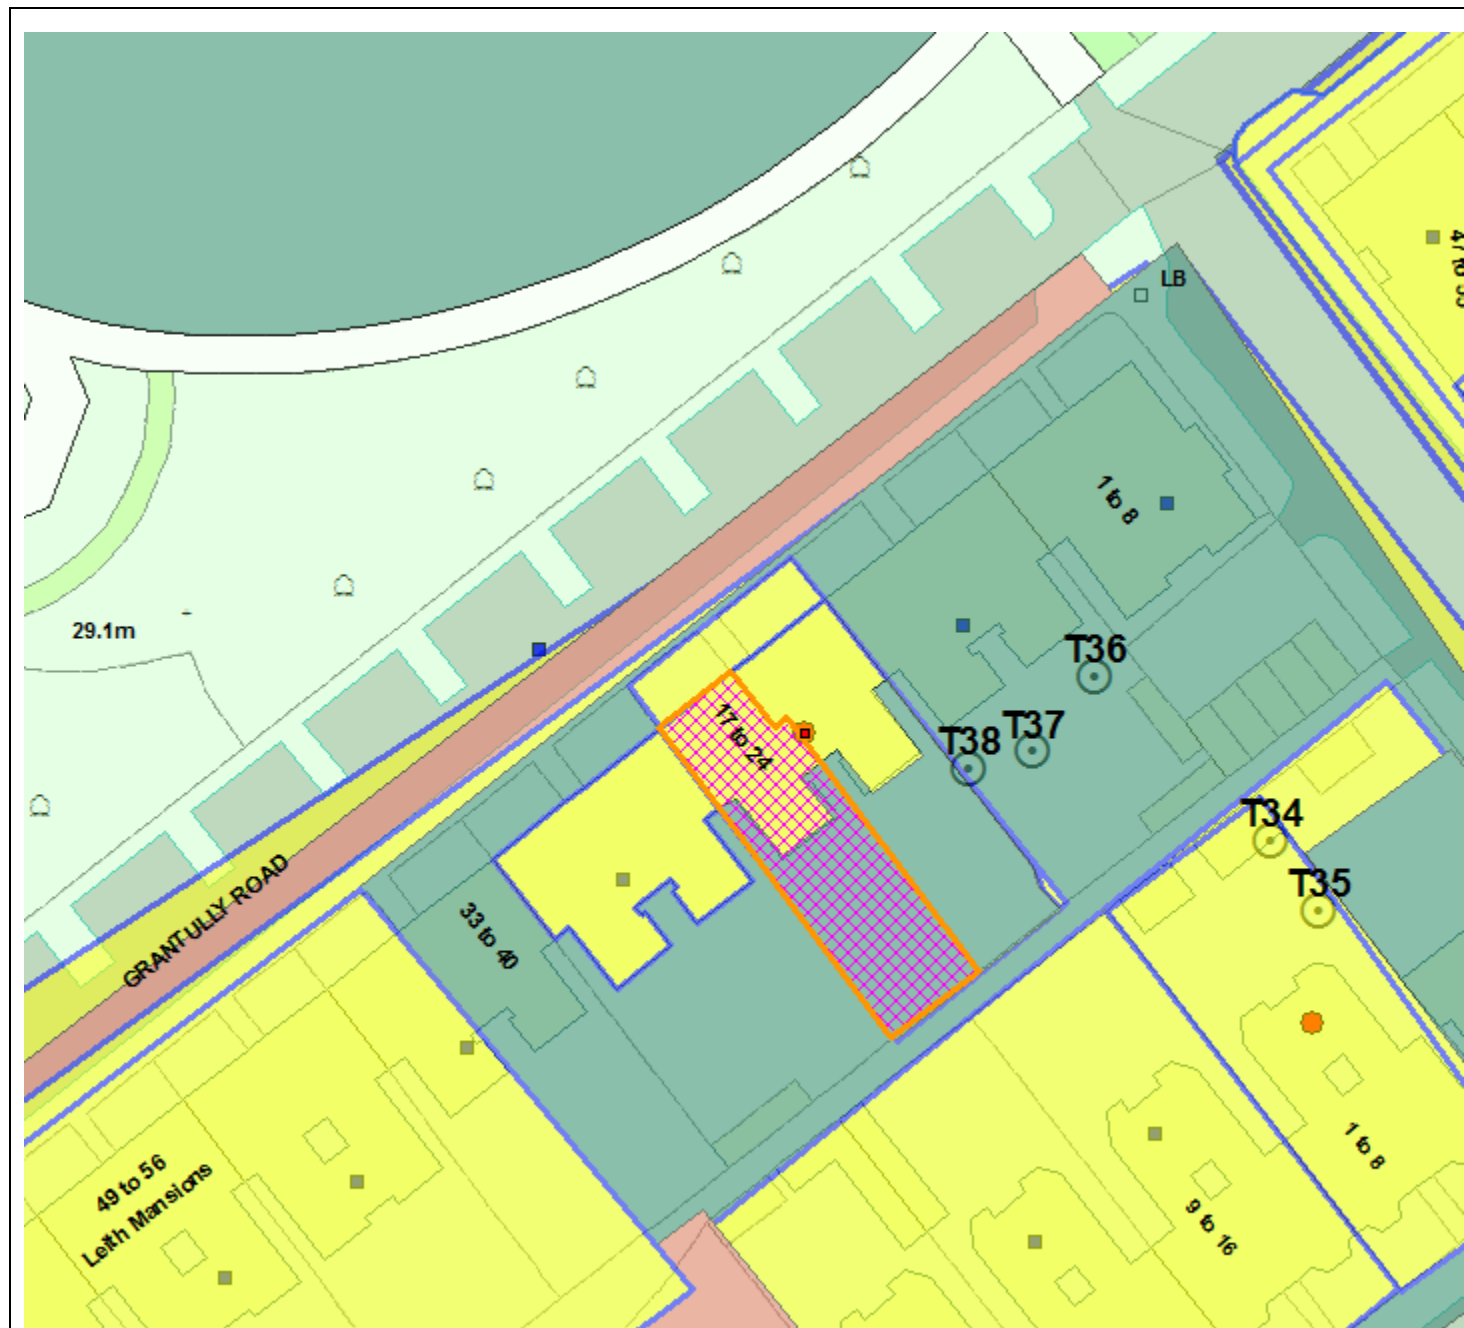 LB
1 to 8
29.1m
T36
17 to 24
T37
T38
T34
T35
GRANTULLY ROAD
33 to 40
1 to 8
49 to 56
Leith Mansions
9 to 16